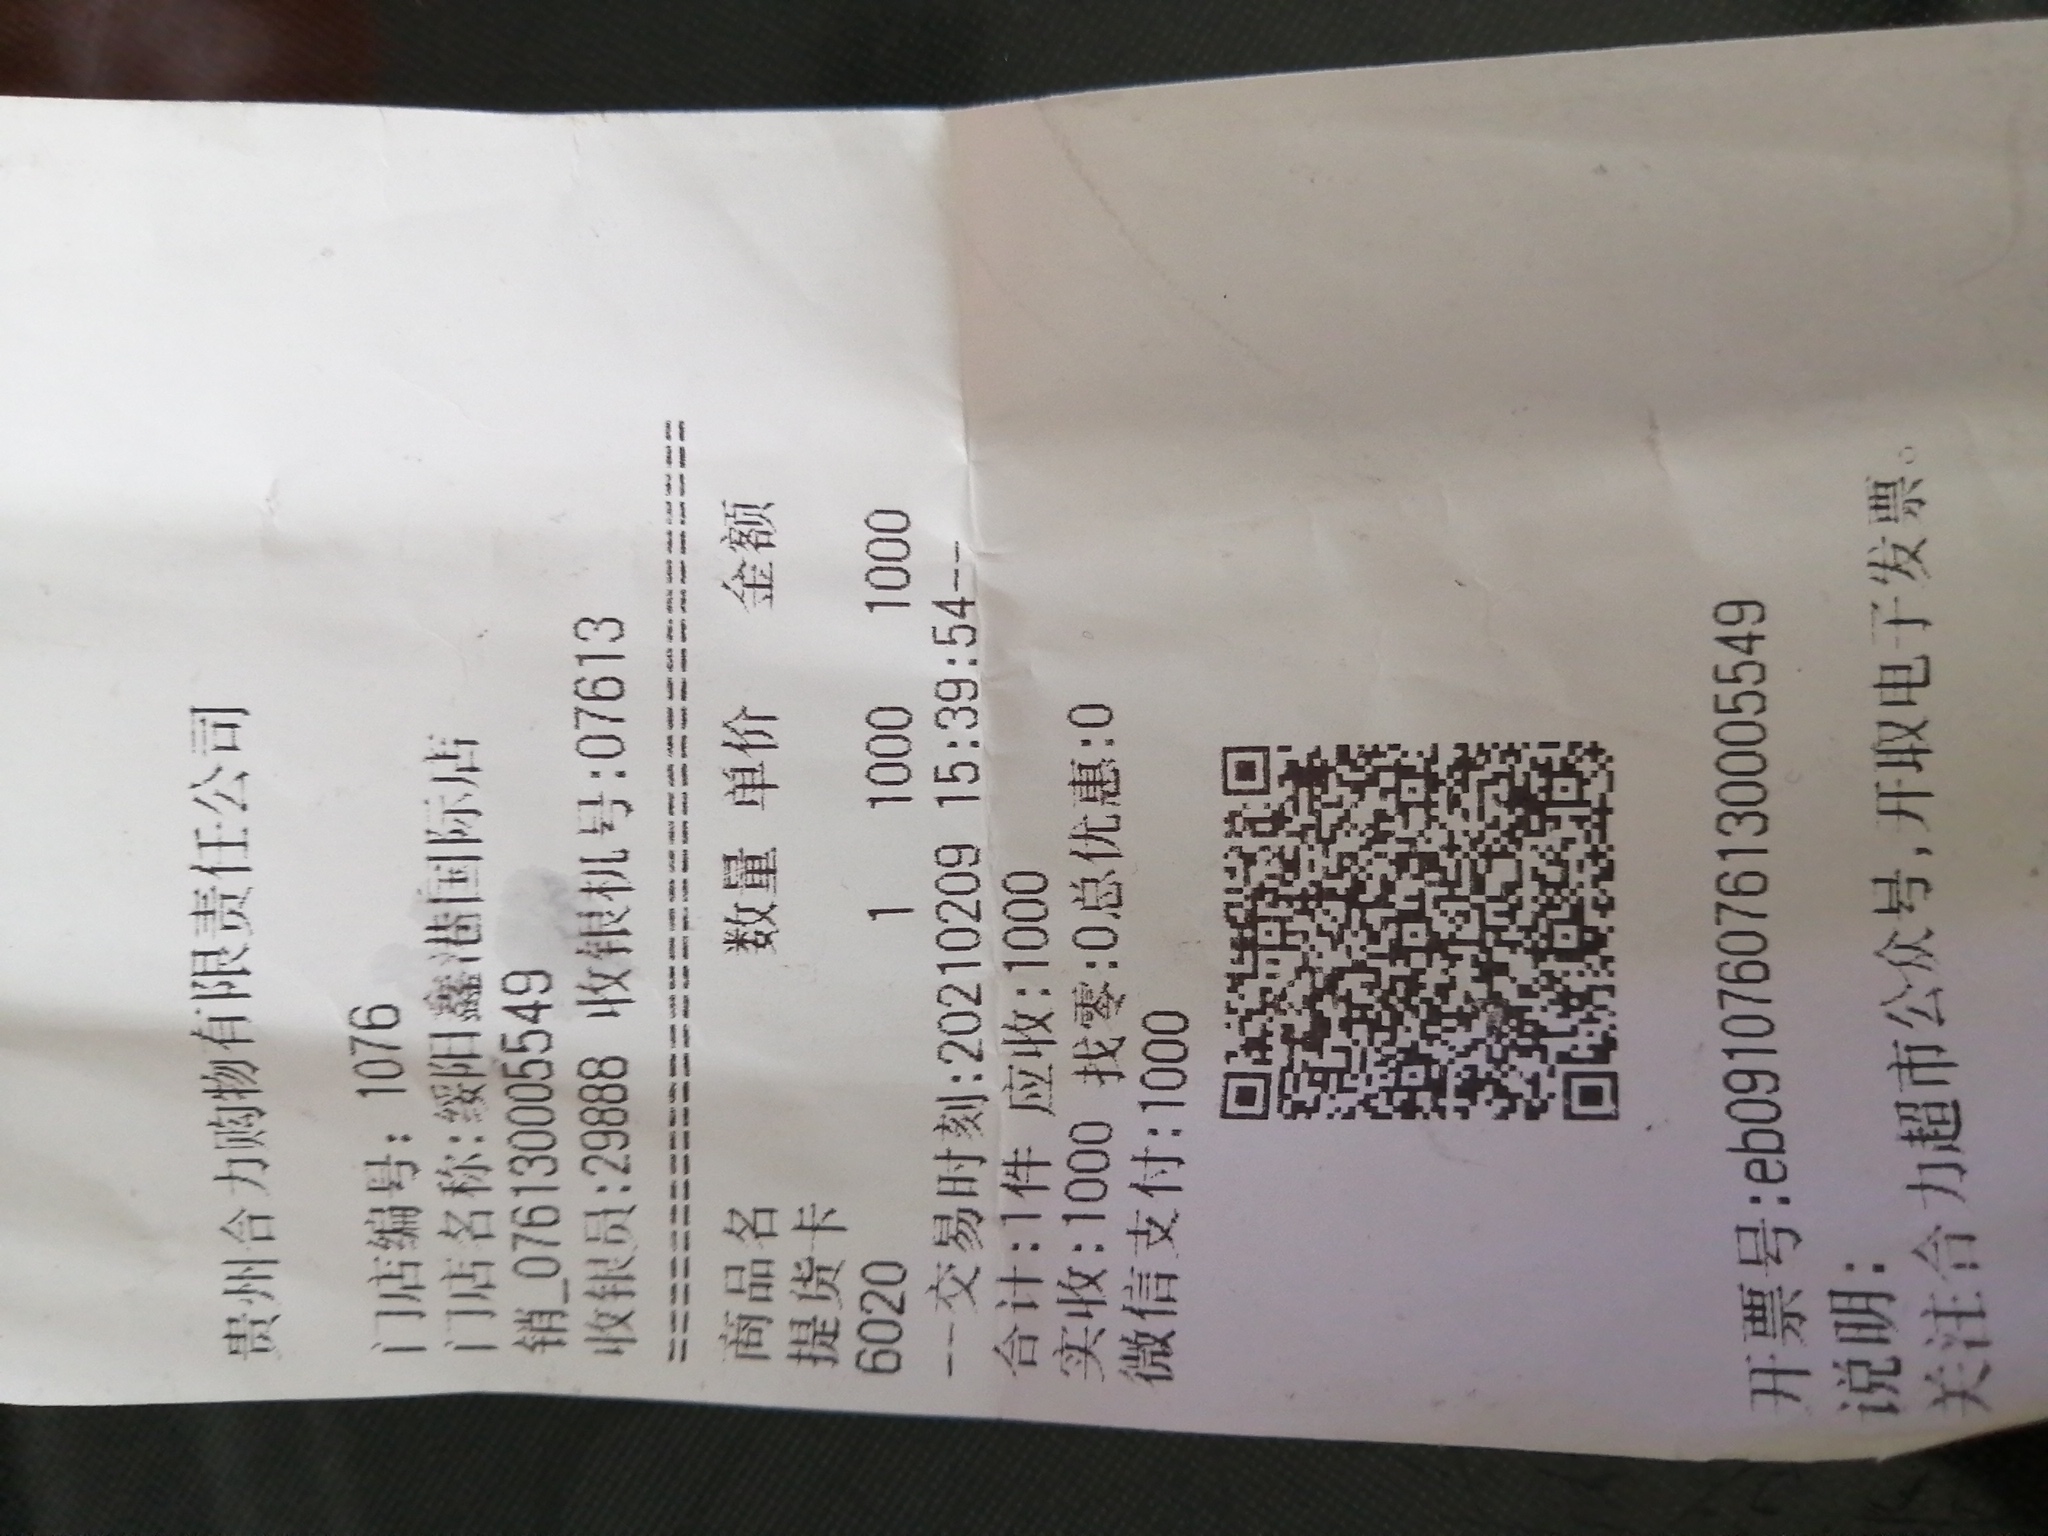 贵州合力购物有限责任公司
门店编号: 1076
门店名称:绥阳鑫港国际店
销_076130005549
收银员:29888 收银机号:07613
================================
商品名 数量 单价 金额
提货卡
6020 1 1000 1000
--交易时刻:20210209 15:39:54--
合计:1件 应收:1000
实收:1000 找零:0总优惠:0
微信支付:1000
开票号:eb09107607613000​05549
说明:
关注合力超市公众号,开取电子发票。